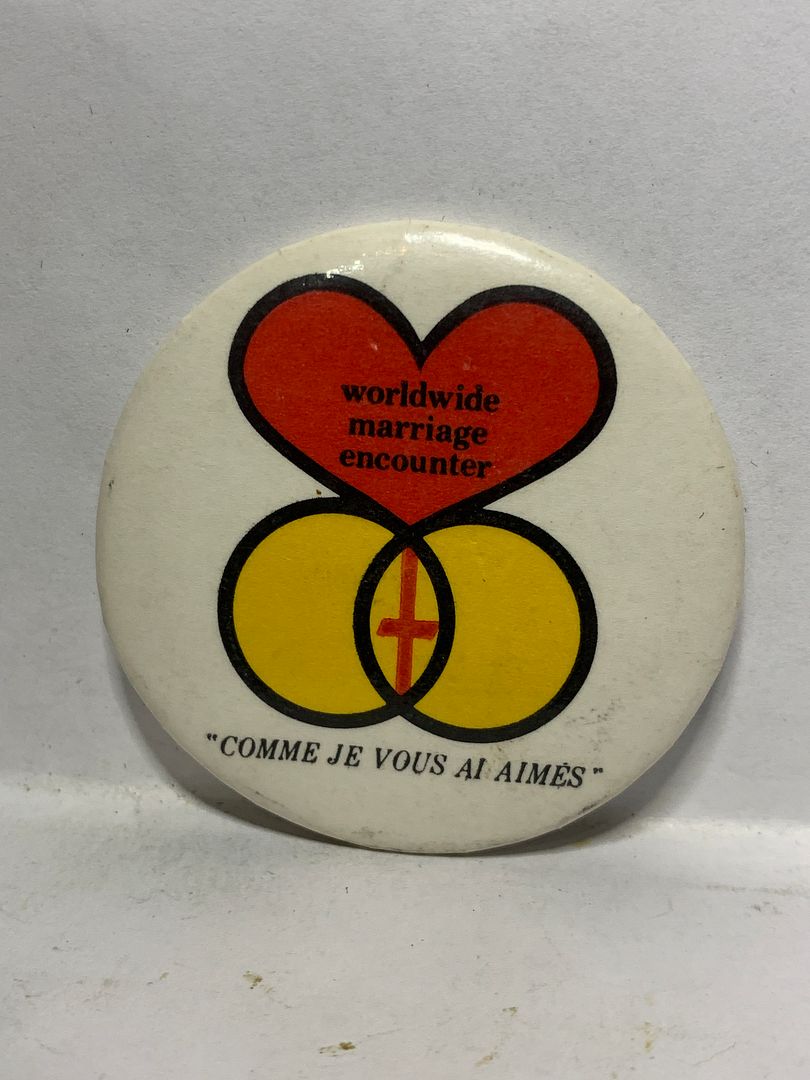 worldwide
marriage
encounter
"COMME JE VOUS AI AIMÉS"